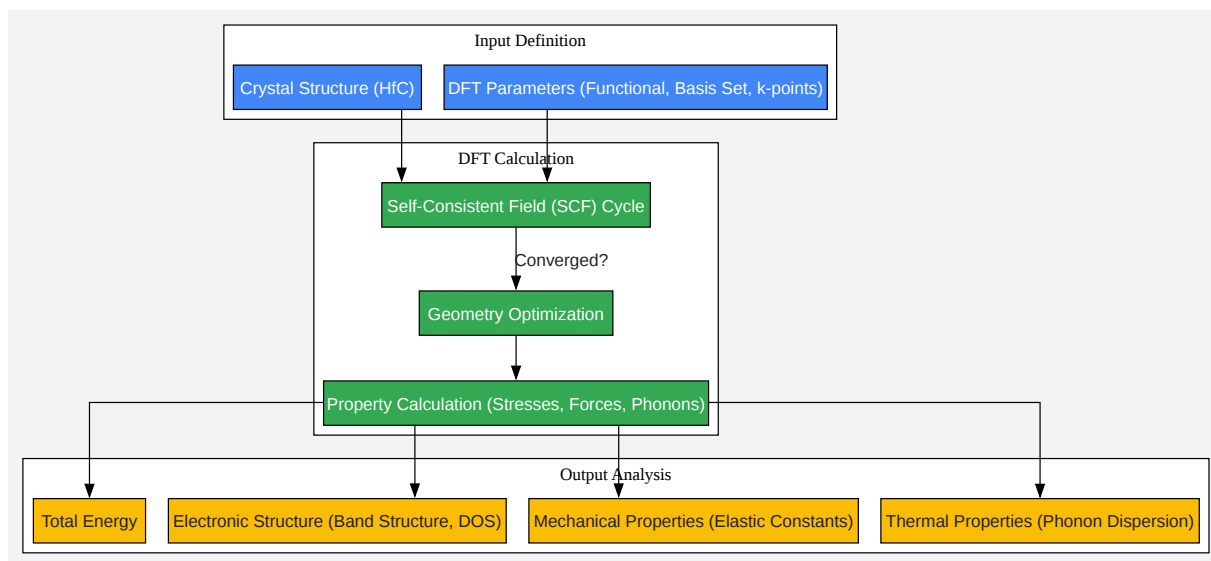 Input Definition
Crystal Structure (HfC)
DFT Parameters (Functional, Basis Set, k-points)
DFT Calculation
Self-Consistent Field (SCF) Cycle
Converged?
Geometry Optimization
Property Calculation (Stresses, Forces, Phonons)
Output Analysis
Total Energy
Electronic Structure (Band Structure, DOS)
Mechanical Properties (Elastic Constants)
Thermal Properties (Phonon Dispersion)